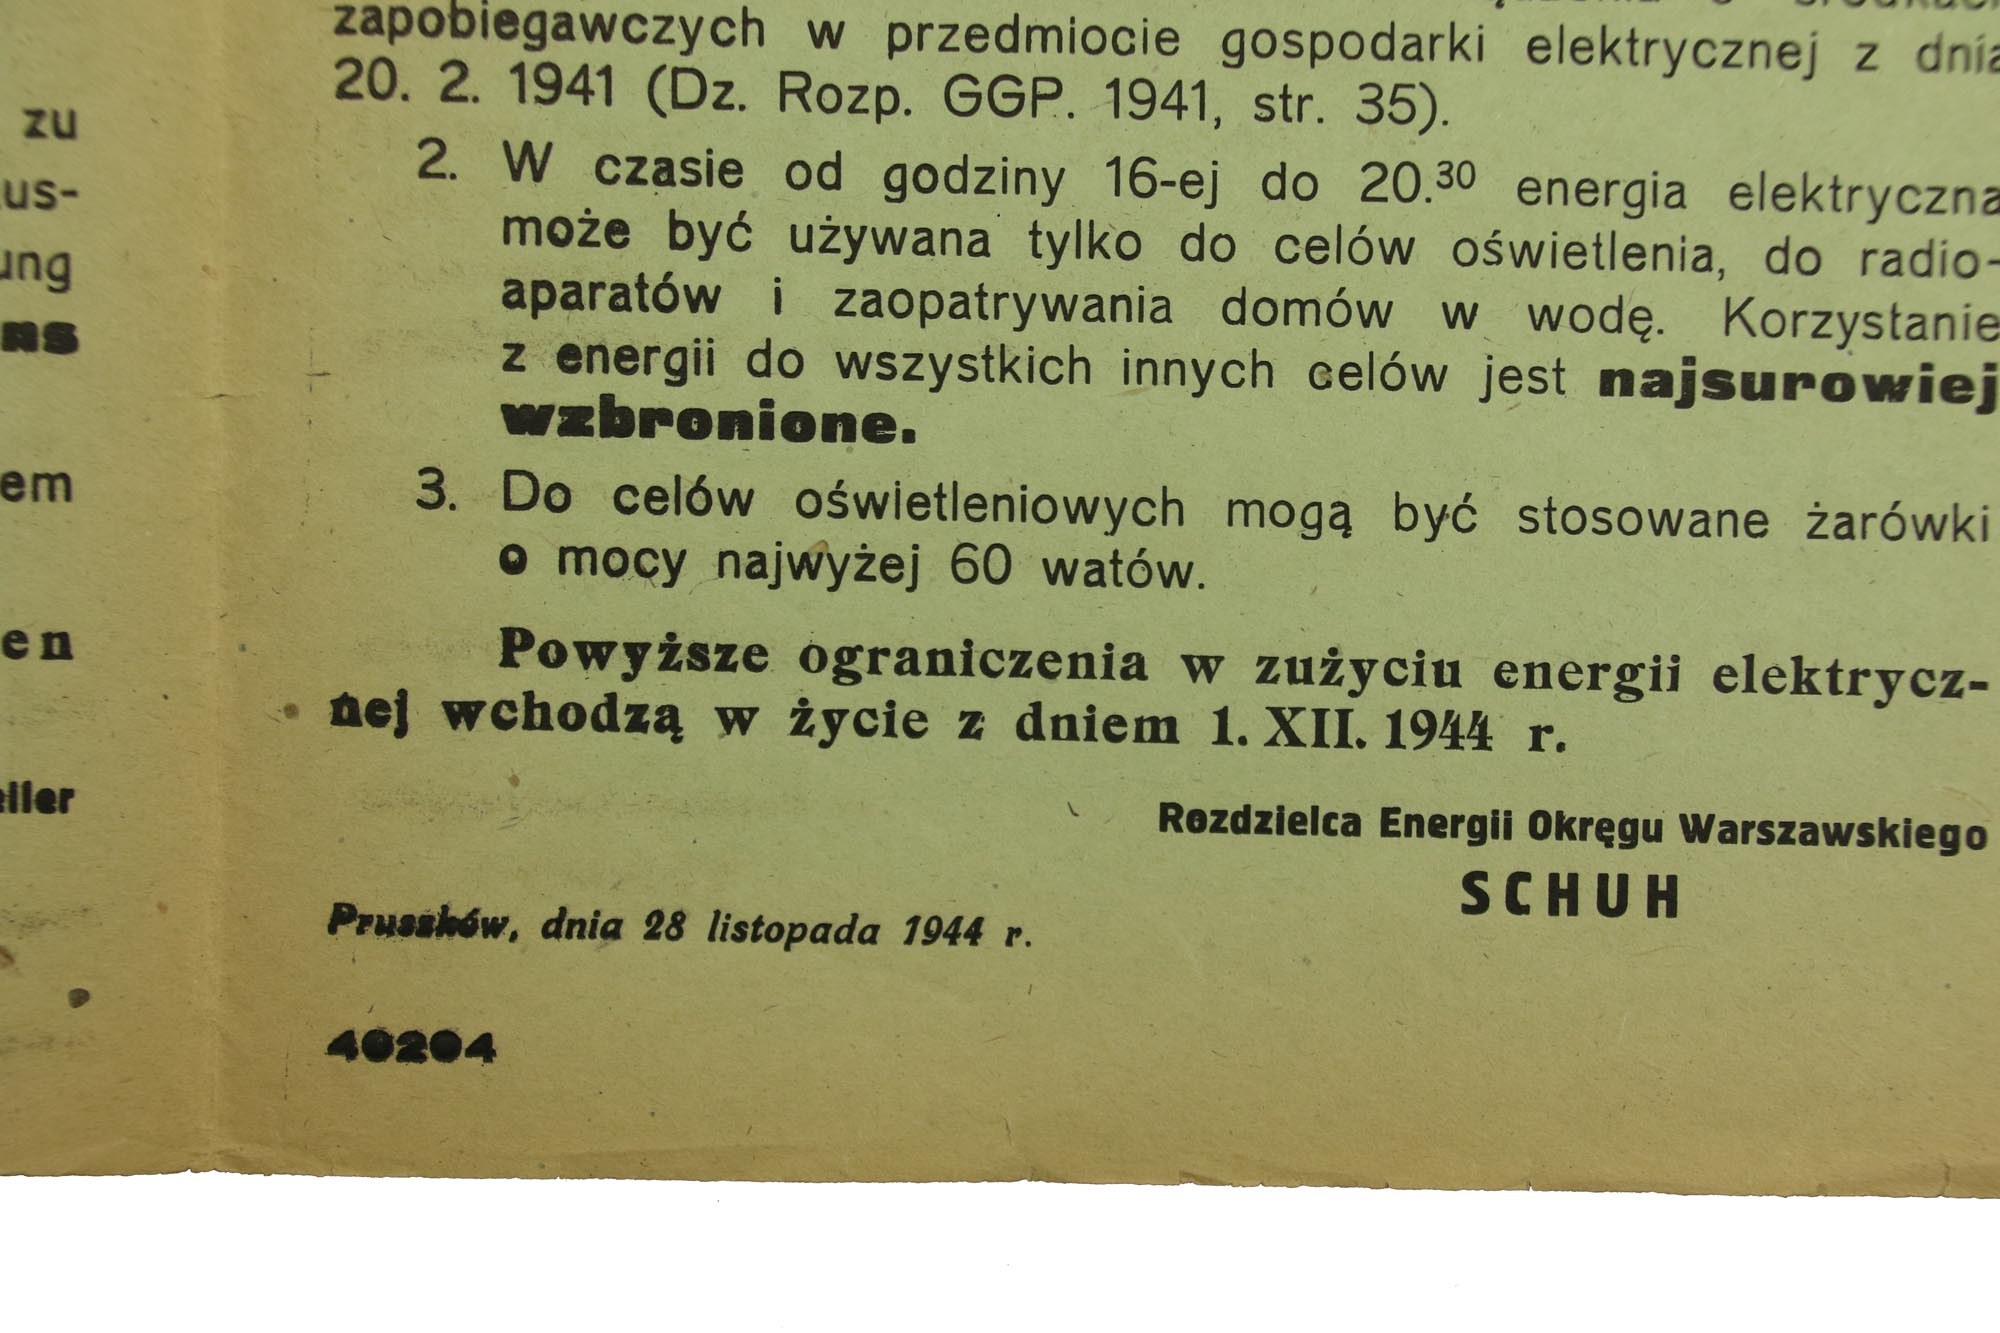 zu
us-
ung
ns
em
en
eller
zapobiegawczych w przedmiocie gospodarki elektrycznej z dnia
20. 2. 1941 (Dz. Rozp. GGP. 1941, str. 35).
2. W czasie od godziny 16-ej do 20.30 energia elektryczna
może być używana tylko do celów oświetlenia, do radio-
aparatów i zaopatrywania domów w wodę. Korzystanie
z energii do wszystkich innych celów jest najsurowiej
wzbronione.
3. Do celów oświetleniowych mogą być stosowane żarówki
o mocy najwyżej 60 watów.
Powyższe ograniczenia w zużyciu energii elektrycz-
nej wchodzą w życie z dniem 1. XII. 1944 r.
Rozdzielca Energii Okręgu Warszawskiego
SCHUH
Pruszków, dnia 28 listopada 1944 r.
40204